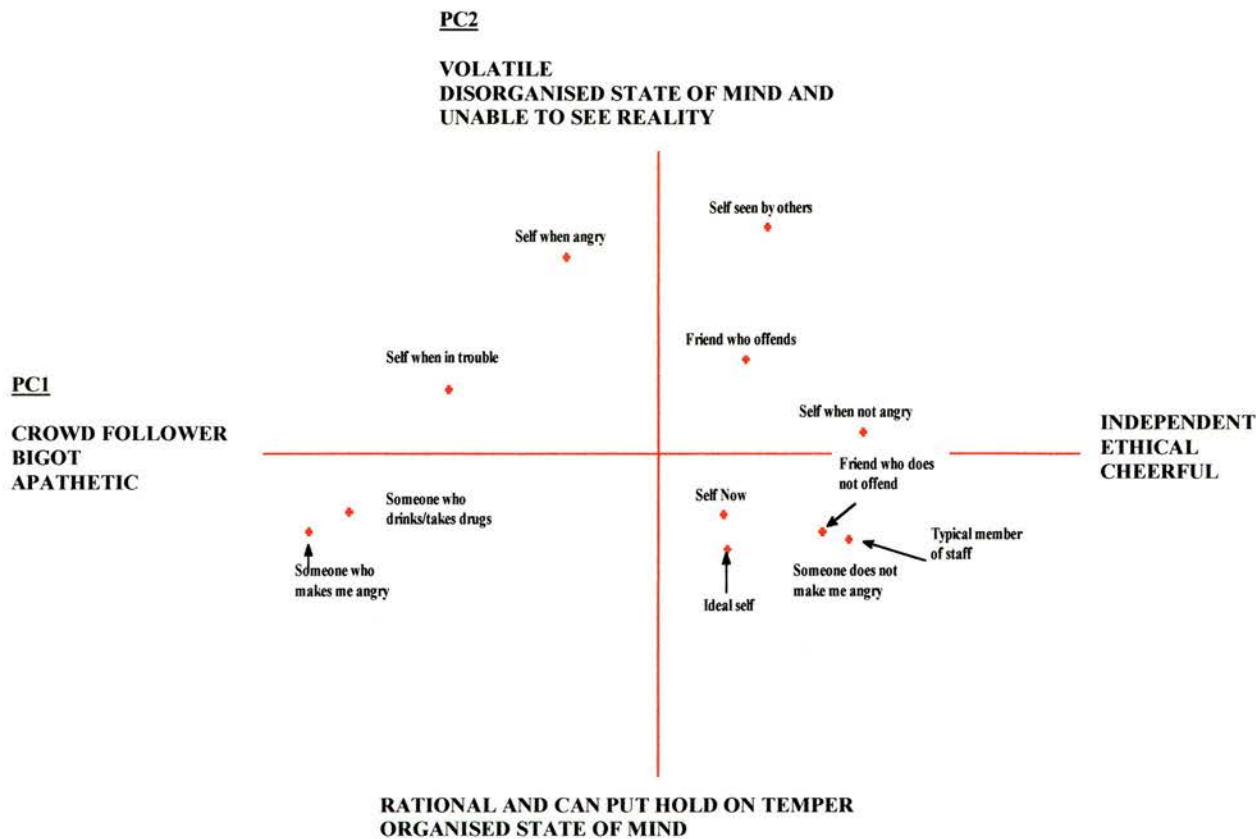 PC2
VOLATILE
DISORGANISED STATE OF MIND AND
UNABLE TO SEE REALITY
Self seen by others
Self when angry
Friend who offends
Self when in trouble
PC1
CROWD FOLLOWER
BIGOT
APATHETIC
Self when not angry
INDEPENDENT
ETHICAL
CHEERFUL
Friend who does
not offend
Self Now
Someone who
drinks/takes drugs
Typical member
of staff
Someone who
makes me angry
Someone does not
make me angry
Ideal self
RATIONAL AND CAN PUT HOLD ON TEMPER
ORGANISED STATE OF MIND